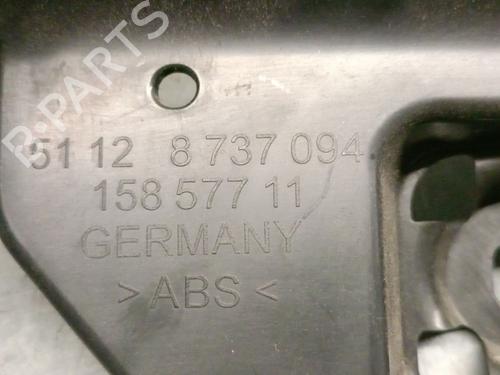 B-PARTS
51 12 8 737 094
158 577 11
GERMANY
>ABS<